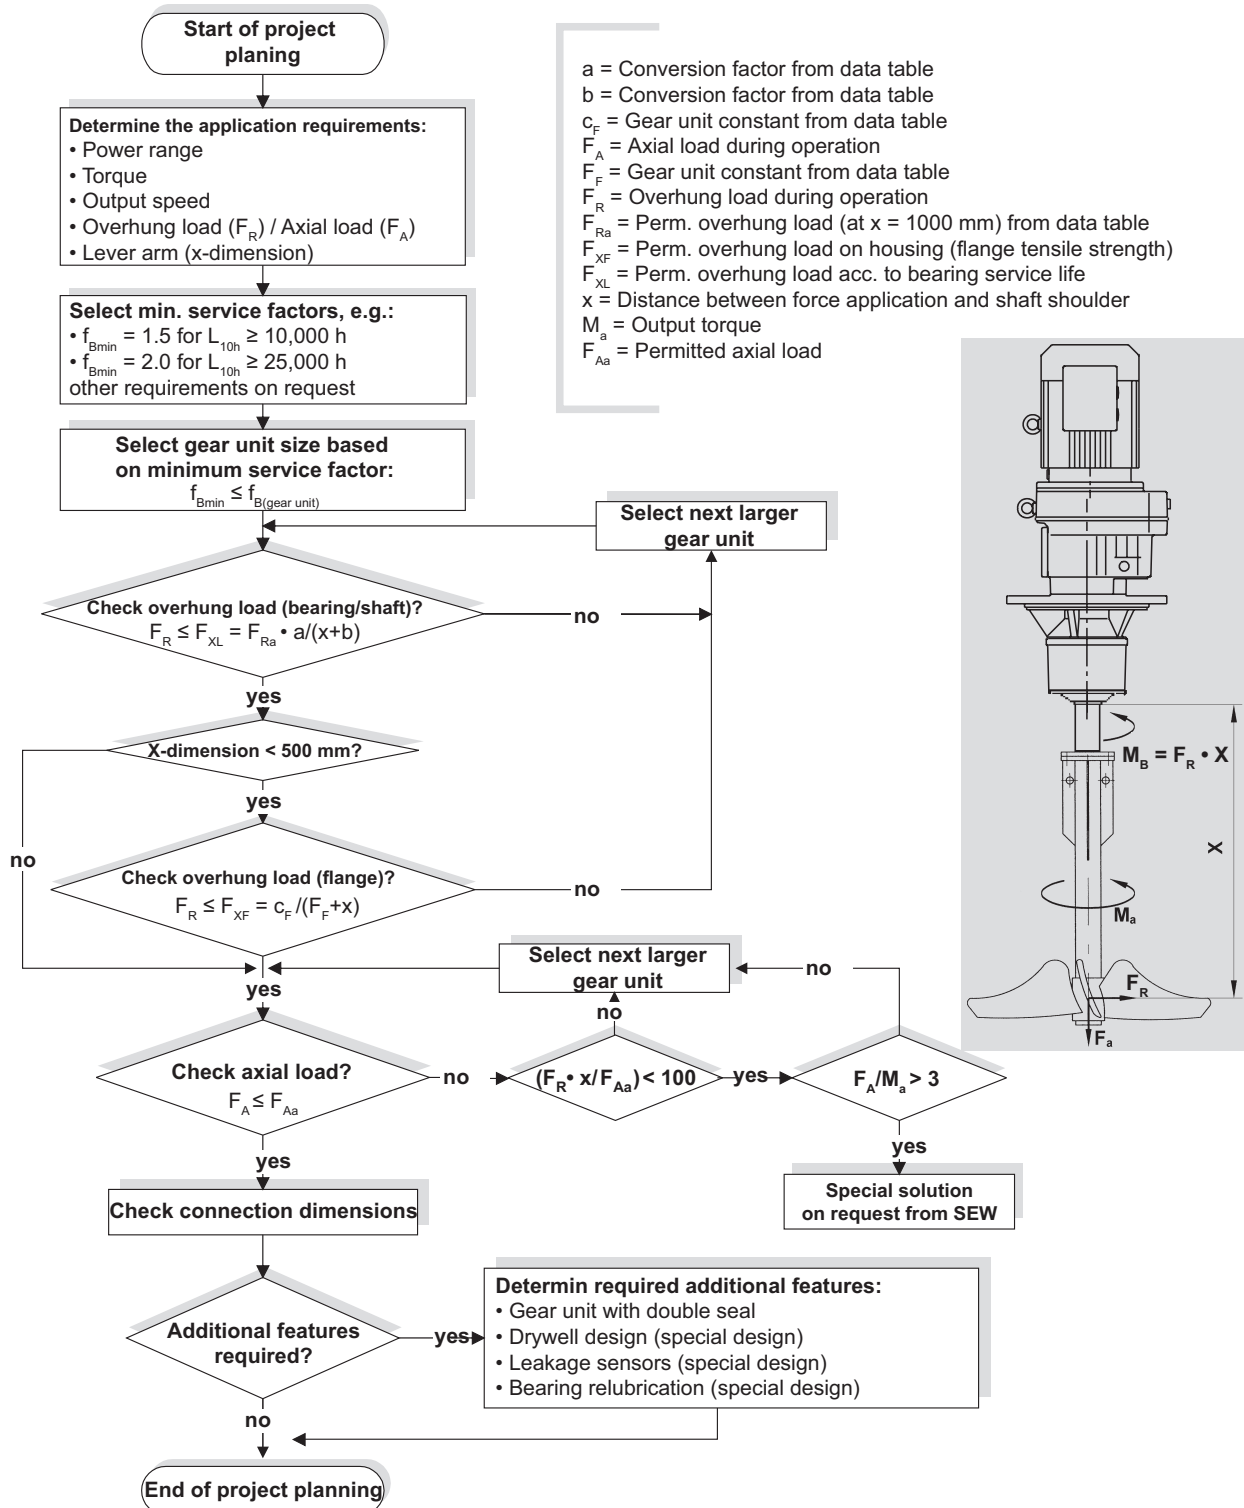 Start of project
planing
Determine the application requirements:
• Power range
• Torque
• Output speed
• Overhung load (F_R) / Axial load (F_A)
• Lever arm (x-dimension)
Select min. service factors, e.g.:
• f_Bmin = 1.5 for L_10h ≥ 10,000 h
• f_Bmin = 2.0 for L_10h ≥ 25,000 h
other requirements on request
Select gear unit size based
on minimum service factor:
f_Bmin ≤ f_B(gear unit)
Select next larger
gear unit
Check overhung load (bearing/shaft)?
F_R ≤ F_XL = F_Ra • a/(x+b)
no
yes
X-dimension < 500 mm?
yes
no
Check overhung load (flange)?
F_R ≤ F_XF = c_F /(F_F+x)
no
Select next larger
gear unit
no
yes
no
Check axial load?
F_A ≤ F_Aa
no
(F_R • x/F_Aa) < 100
yes
F_A/M_a > 3
yes
yes
Special solution
on request from SEW
Check connection dimensions
Additional features
required?
yes
Determin required additional features:
• Gear unit with double seal
• Drywell design (special design)
• Leakage sensors (special design)
• Bearing relubrication (special design)
no
End of project planning
a = Conversion factor from data table
b = Conversion factor from data table
c_F = Gear unit constant from data table
F_A = Axial load during operation
F_F = Gear unit constant from data table
F_R = Overhung load during operation
F_Ra = Perm. overhung load (at x = 1000 mm) from data table
F_XF = Perm. overhung load on housing (flange tensile strength)
F_XL = Perm. overhung load acc. to bearing service life
x = Distance between force application and shaft shoulder
M_a = Output torque
F_Aa = Permitted axial load
M_B = F_R • X
X
M_a
F_R
F_a